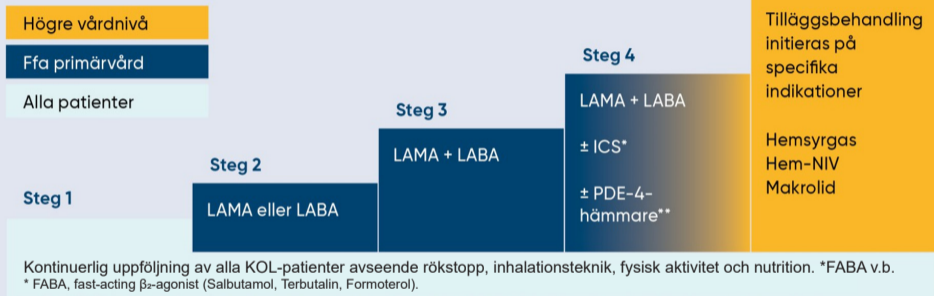 Högre vårdnivå
Ffa primärvård
Alla patienter
Steg 1
Steg 2
LAMA eller LABA
Steg 3
LAMA + LABA
Steg 4
LAMA + LABA
± ICS*
± PDE-4-
hämmare**
Tilläggsbehandling
initieras på
specifika
indikationer
Hemsyrgas
Hem-NIV
Makrolid
Kontinuerlig uppföljning av alla KOL-patienter avseende rökstopp, inhalationsteknik, fysisk aktivitet och nutrition. *FABA v.b.
* FABA, fast-acting β₂-agonist (Salbutamol, Terbutalin, Formoterol).